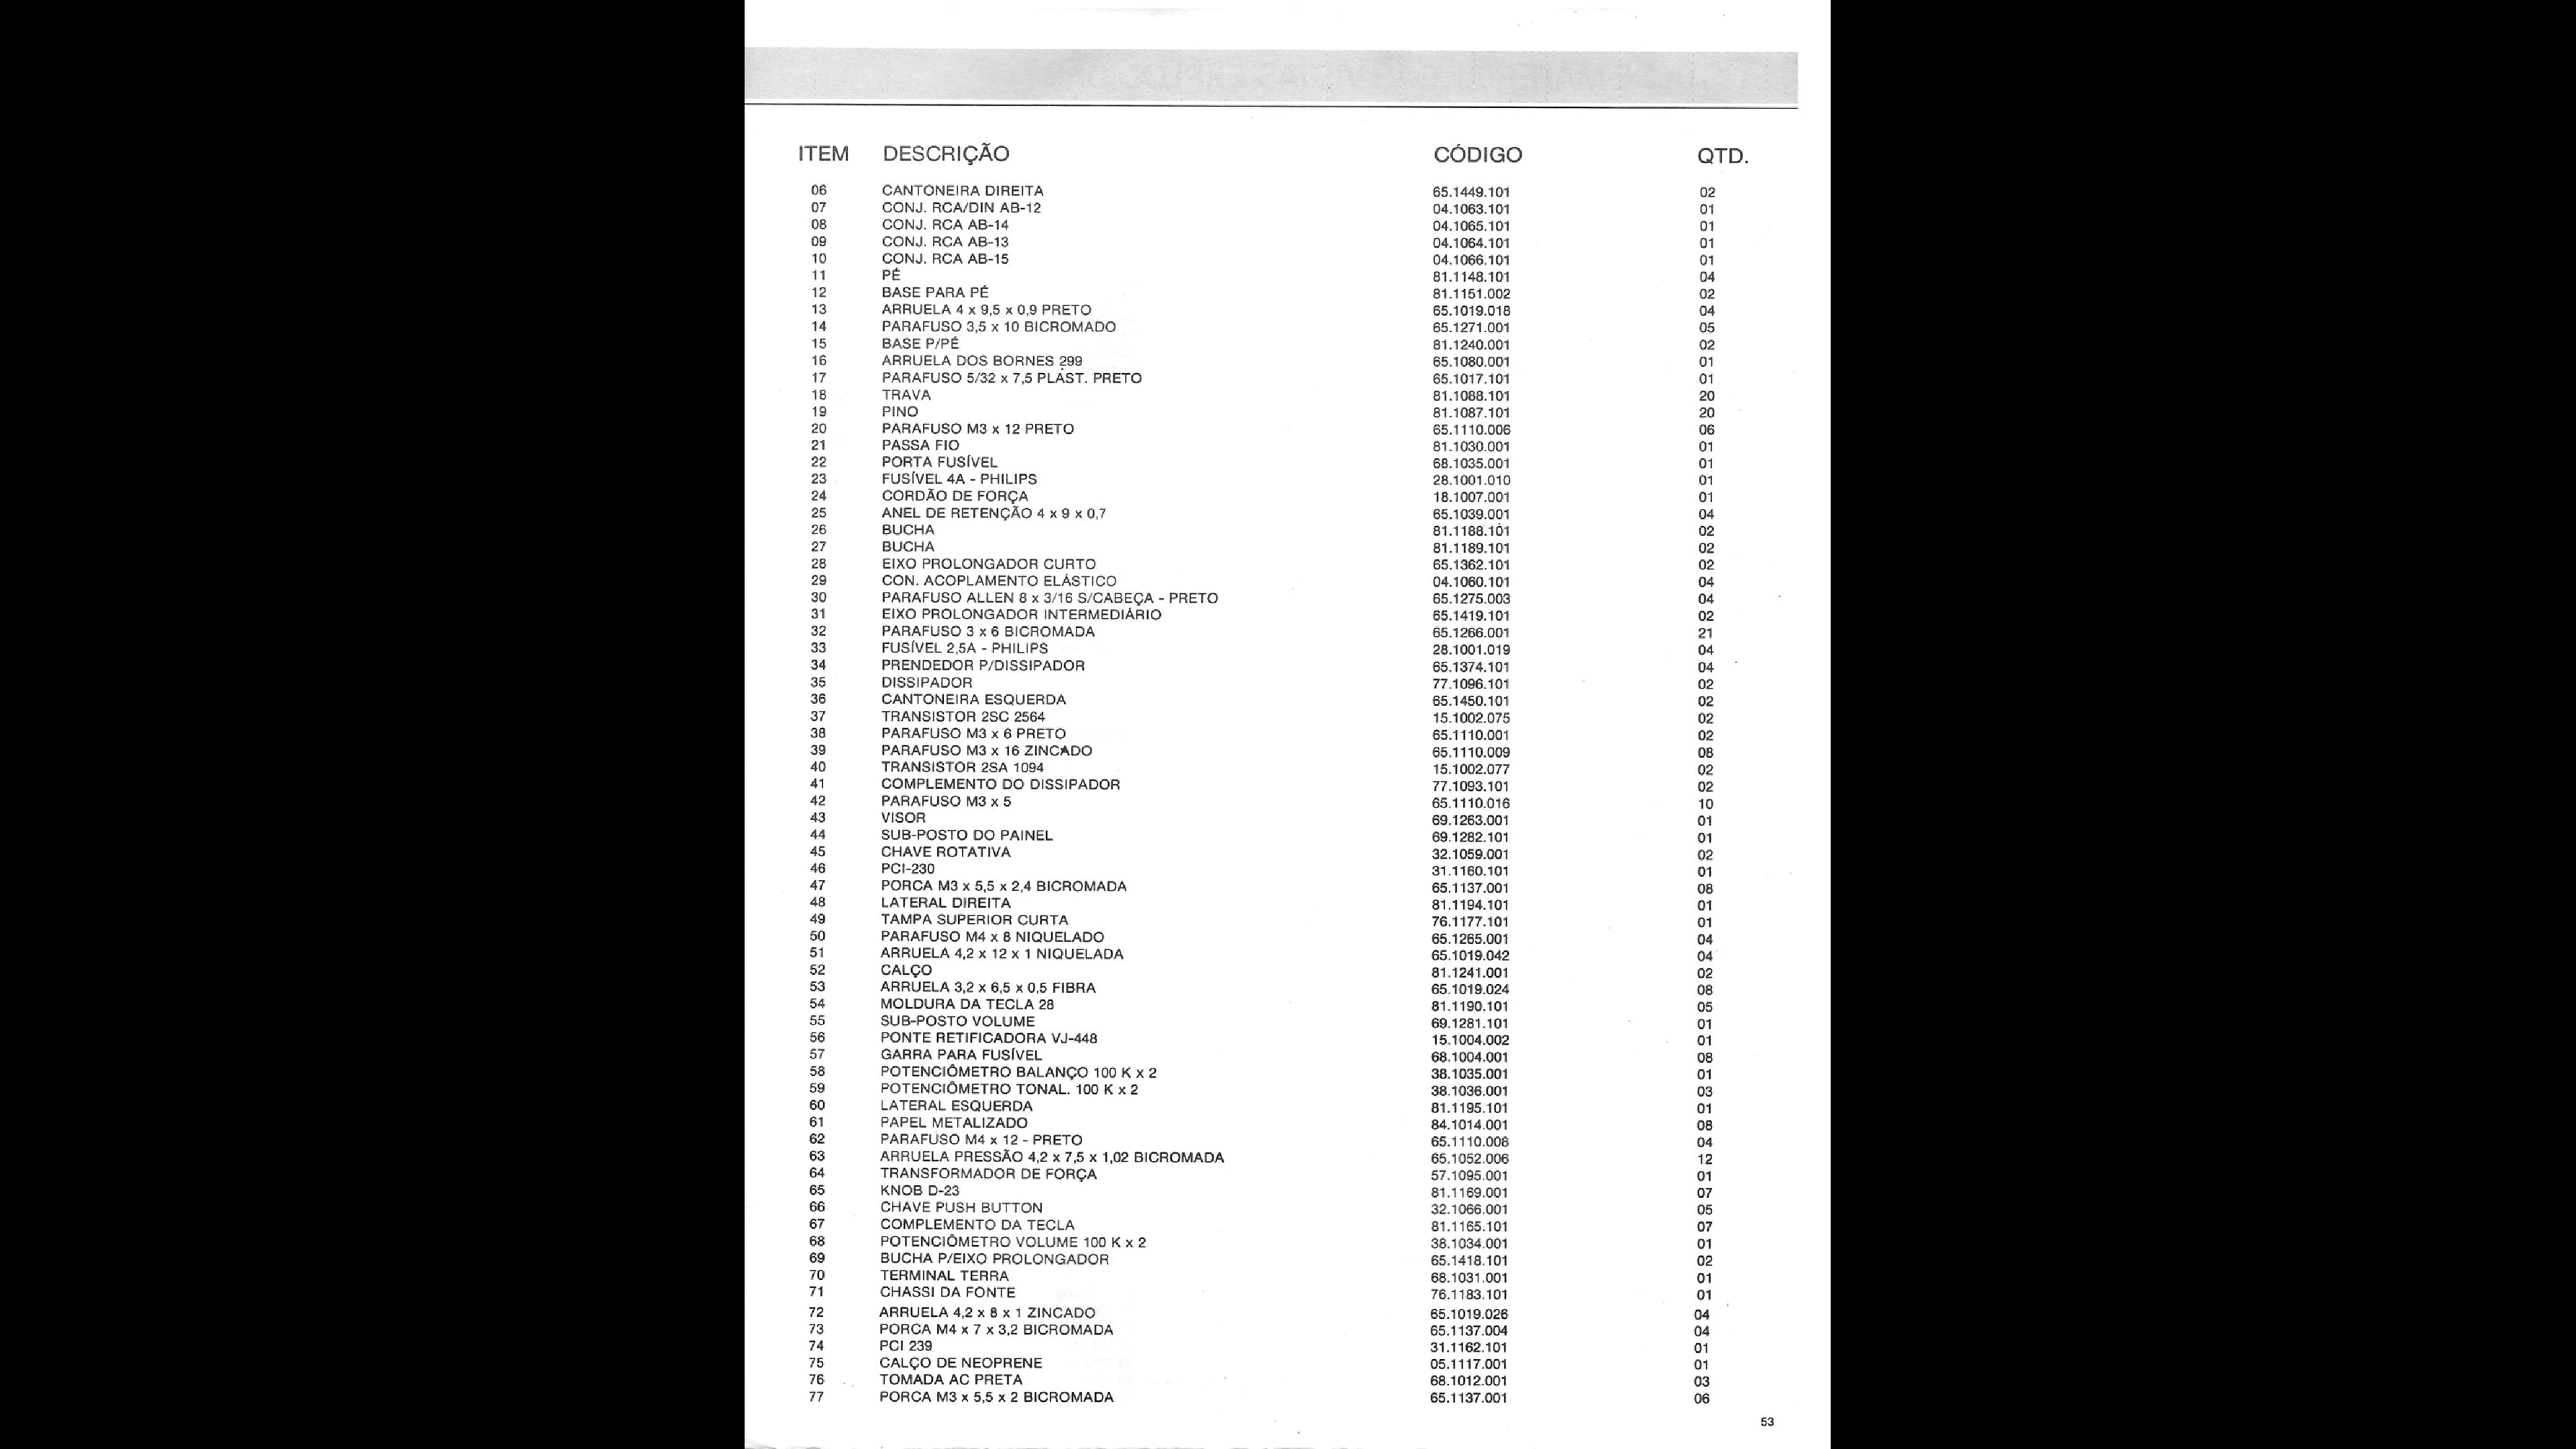 ITEM DESCRIÇÃO CÓDIGO QTD.
06 CANTONEIRA DIREITA 65.1449.101 02
07 CONJ. RCA/DIN AB-12 04.1063.101 01
08 CONJ. RCA AB-14 04.1065.101 01
09 CONJ. RCA AB-13 04.1064.101 01
10 CONJ. RCA AB-15 04.1066.101 01
11 PÉ 81.1148.101 04
12 BASE PARA PÉ 81.1151.002 02
13 ARRUELA 4 x 9,5 x 0,9 PRETO 65.1019.018 04
14 PARAFUSO 3,5 x 10 BICROMADO 65.1271.001 05
15 BASE P/PÉ 81.1240.001 02
16 ARRUELA DOS BORNES 299 65.1080.001 01
17 PARAFUSO 5/32 x 7,5 PLÁST. PRETO 65.1017.101 01
18 TRAVA 81.1088.101 20
19 PINO 81.1087.101 20
20 PARAFUSO M3 x 12 PRETO 65.1110.006 06
21 PASSA FIO 81.1030.001 01
22 PORTA FUSÍVEL 68.1035.001 01
23 FUSÍVEL 4A - PHILIPS 28.1001.010 01
24 CORDÃO DE FORÇA 18.1007.001 01
25 ANEL DE RETENÇÃO 4 x 9 x 0,7 65.1039.001 04
26 BUCHA 81.1188.101 02
27 BUCHA 81.1189.101 02
28 EIXO PROLONGADOR CURTO 65.1362.101 02
29 CON. ACOPLAMENTO ELÁSTICO 04.1060.101 04
30 PARAFUSO ALLEN 8 x 3/16 S/CABEÇA - PRETO 65.1275.003 04
31 EIXO PROLONGADOR INTERMEDIÁRIO 65.1419.101 02
32 PARAFUSO 3 x 6 BICROMADA 65.1266.001 21
33 FUSÍVEL 2,5A - PHILIPS 28.1001.019 04
34 PRENDEDOR P/DISSIPADOR 65.1374.101 04
35 DISSIPADOR 77.1096.101 02
36 CANTONEIRA ESQUERDA 65.1450.101 02
37 TRANSISTOR 2SC 2564 15.1002.075 02
38 PARAFUSO M3 x 6 PRETO 65.1110.001 02
39 PARAFUSO M3 x 16 ZINCADO 65.1110.009 08
40 TRANSISTOR 2SA 1094 15.1002.077 02
41 COMPLEMENTO DO DISSIPADOR 77.1093.101 02
42 PARAFUSO M3 x 5 65.1110.016 10
43 VISOR 69.1263.001 01
44 SUB-POSTO DO PAINEL 69.1282.101 01
45 CHAVE ROTATIVA 32.1059.001 02
46 PCI-230 31.1160.101 01
47 PORCA M3 x 5,5 x 2,4 BICROMADA 65.1137.001 08
48 LATERAL DIREITA 81.1194.101 01
49 TAMPA SUPERIOR CURTA 76.1177.101 01
50 PARAFUSO M4 x 8 NIQUELADO 65.1265.001 04
51 ARRUELA 4,2 x 12 x 1 NIQUELADA 65.1019.042 04
52 CALÇO 81.1241.001 02
53 ARRUELA 3,2 x 6,5 x 0,5 FIBRA 65.1019.024 08
54 MOLDURA DA TECLA 28 81.1190.101 05
55 SUB-POSTO VOLUME 69.1281.101 01
56 PONTE RETIFICADORA VJ-448 15.1004.002 01
57 GARRA PARA FUSÍVEL 68.1004.001 08
58 POTENCIÔMETRO BALANÇO 100 K x 2 38.1035.001 01
59 POTENCIÔMETRO TONAL. 100 K x 2 38.1036.001 03
60 LATERAL ESQUERDA 81.1195.101 01
61 PAPEL METALIZADO 84.1014.001 08
62 PARAFUSO M4 x 12 - PRETO 65.1110.008 04
63 ARRUELA PRESSÃO 4,2 x 7,5 x 1,02 BICROMADA 65.1052.006 12
64 TRANSFORMADOR DE FORÇA 57.1095.001 01
65 KNOB D-23 81.1169.001 07
66 CHAVE PUSH BUTTON 32.1066.001 05
67 COMPLEMENTO DA TECLA 81.1165.101 07
68 POTENCIÔMETRO VOLUME 100 K x 2 38.1034.001 01
69 BUCHA P/EIXO PROLONGADOR 65.1418.101 02
70 TERMINAL TERRA 68.1031.001 01
71 CHASSI DA FONTE 76.1183.101 01
72 ARRUELA 4,2 x 8 x 1 ZINCADO 65.1019.026 04
73 PORCA M4 x 7 x 3,2 BICROMADA 65.1137.004 04
74 PCI 239 31.1162.101 01
75 CALÇO DE NEOPRENE 05.1117.001 01
76 TOMADA AC PRETA 68.1012.001 03
77 PORCA M3 x 5,5 x 2 BICROMADA 65.1137.001 06
53